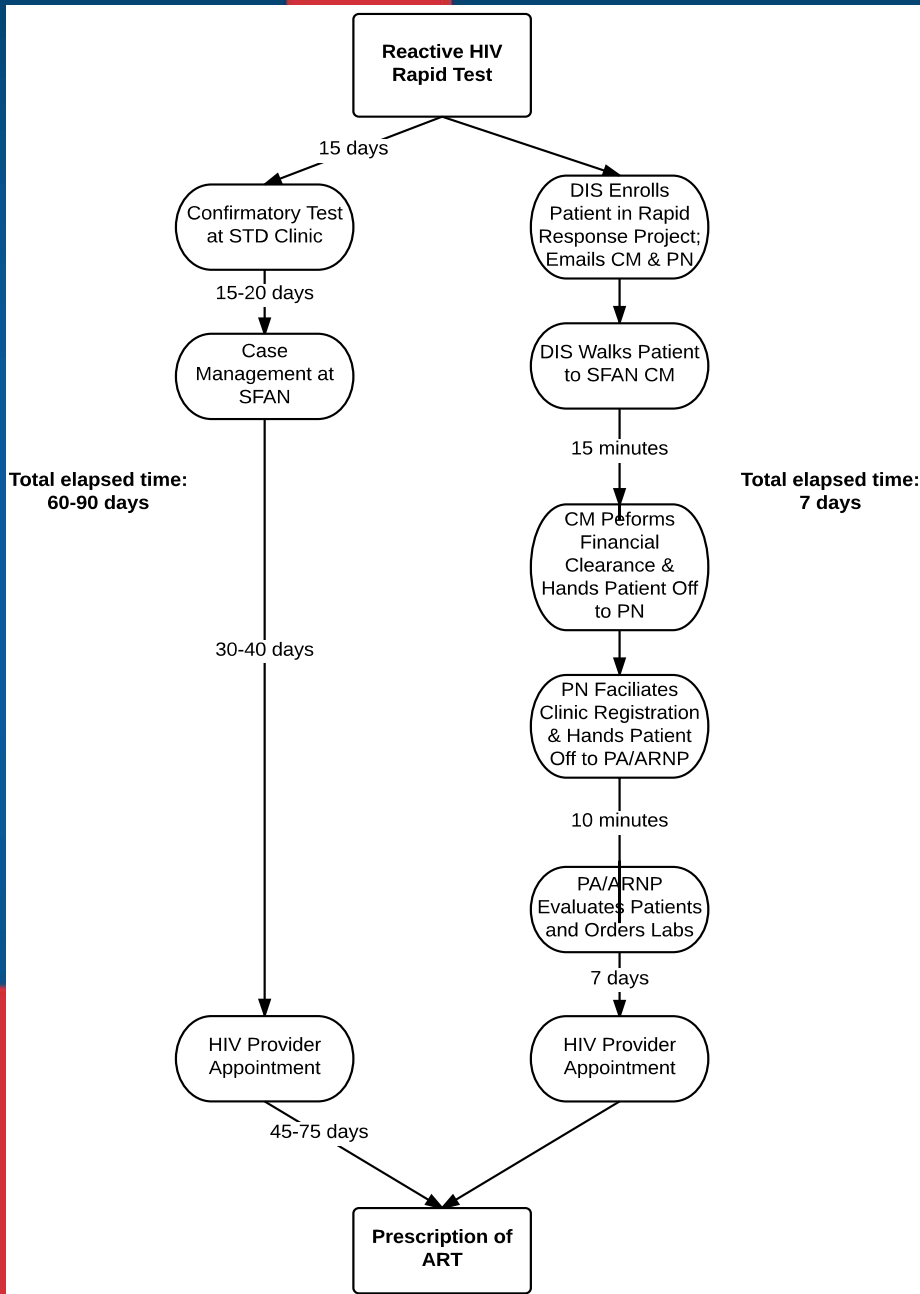 Reactive HIV
Rapid Test
15 days
Confirmatory Test
at STD Clinic
15-20 days
Case
Management at
SFAN
Total elapsed time:
60-90 days
30-40 days
HIV Provider
Appointment
45-75 days
DIS Enrolls
Patient in Rapid
Response Project;
Emails CM & PN
DIS Walks Patient
to SFAN CM
15 minutes
Total elapsed time:
7 days
CM Peforms
Financial
Clearance &
Hands Patient Off
to PN
PN Faciliates
Clinic Registration
& Hands Patient
Off to PA/ARNP
10 minutes
PA/ARNP
Evaluates Patients
and Orders Labs
7 days
HIV Provider
Appointment
Prescription of
ART